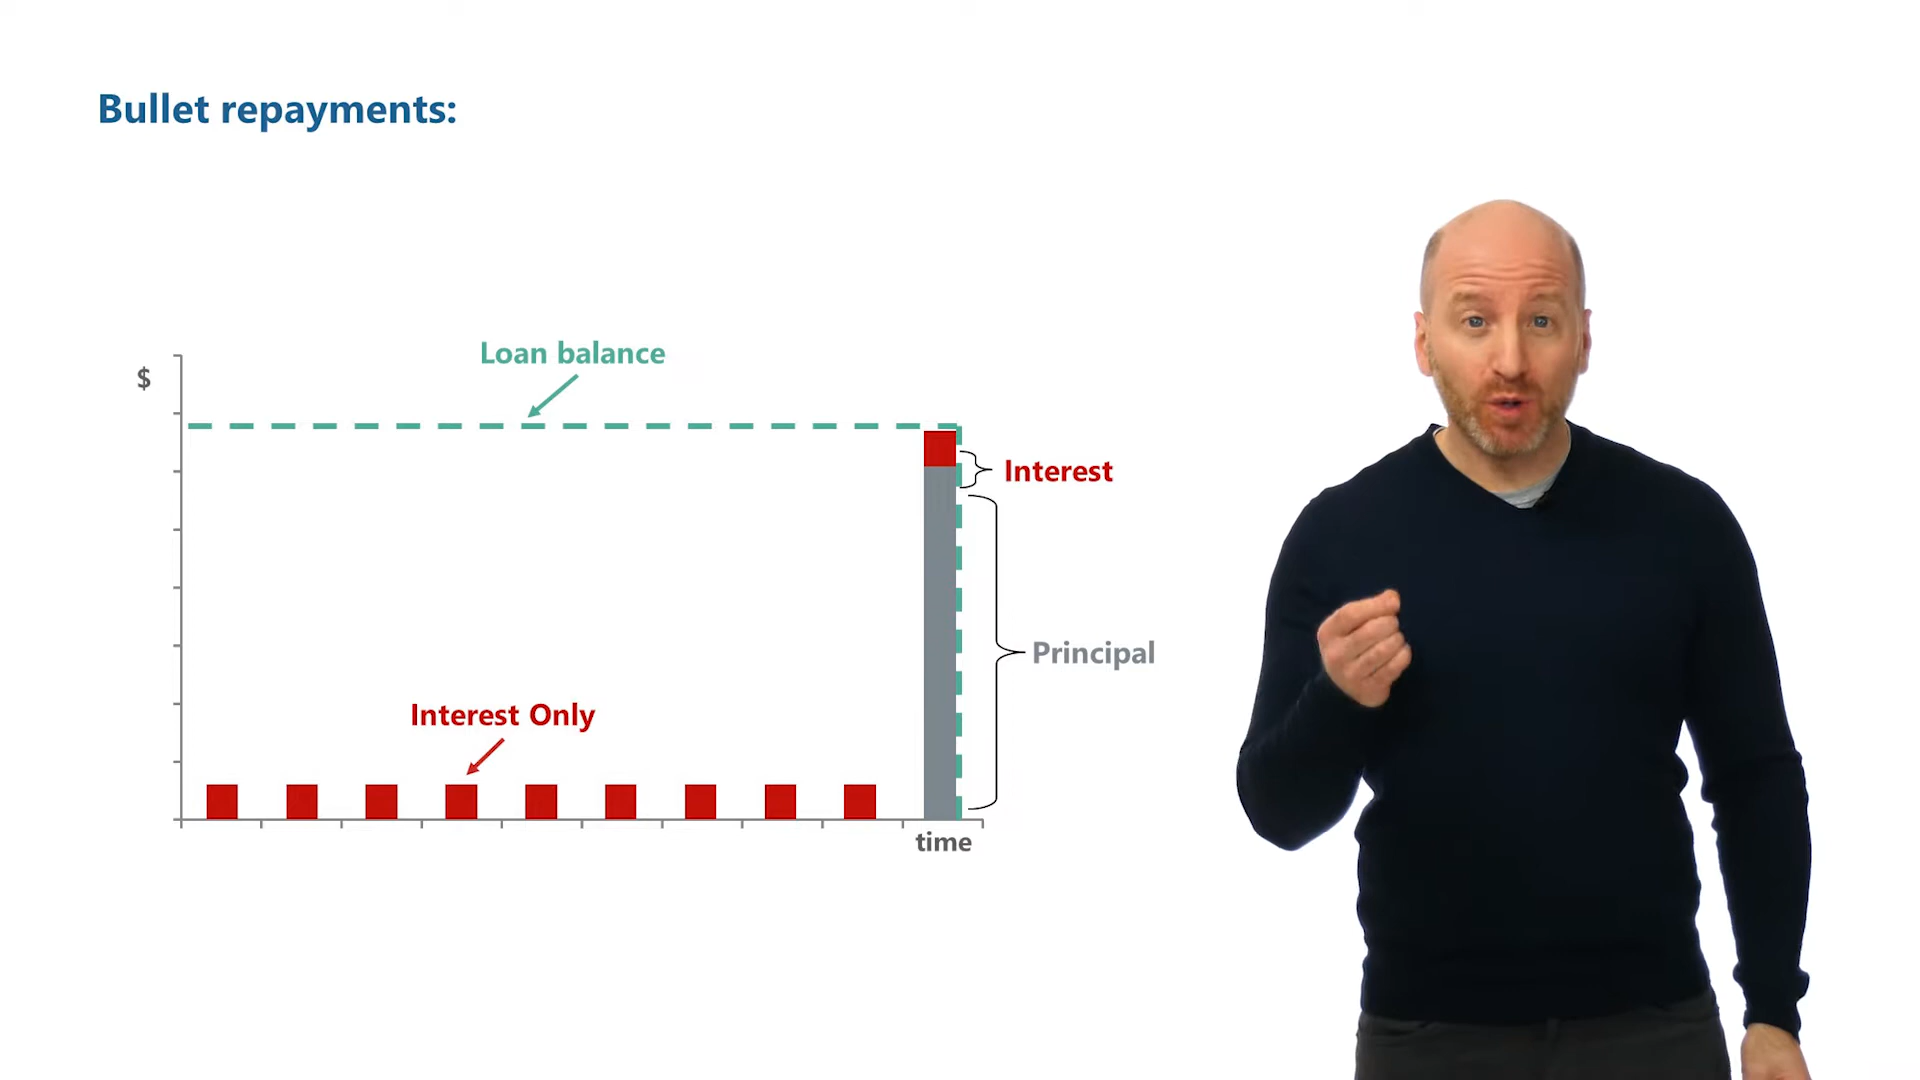 Bullet repayments:
Loan balance
$
Interest
Principal
Interest Only
time